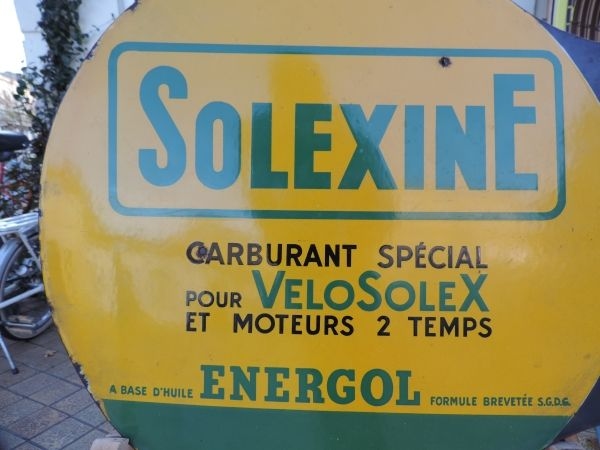 SOLEXINE
CARBURANT SPÉCIAL
POUR VELOSOLEX
ET MOTEURS 2 TEMPS
A BASE D'HUILE ENERGOL FORMULE BREVETÉE S.G.D.G.